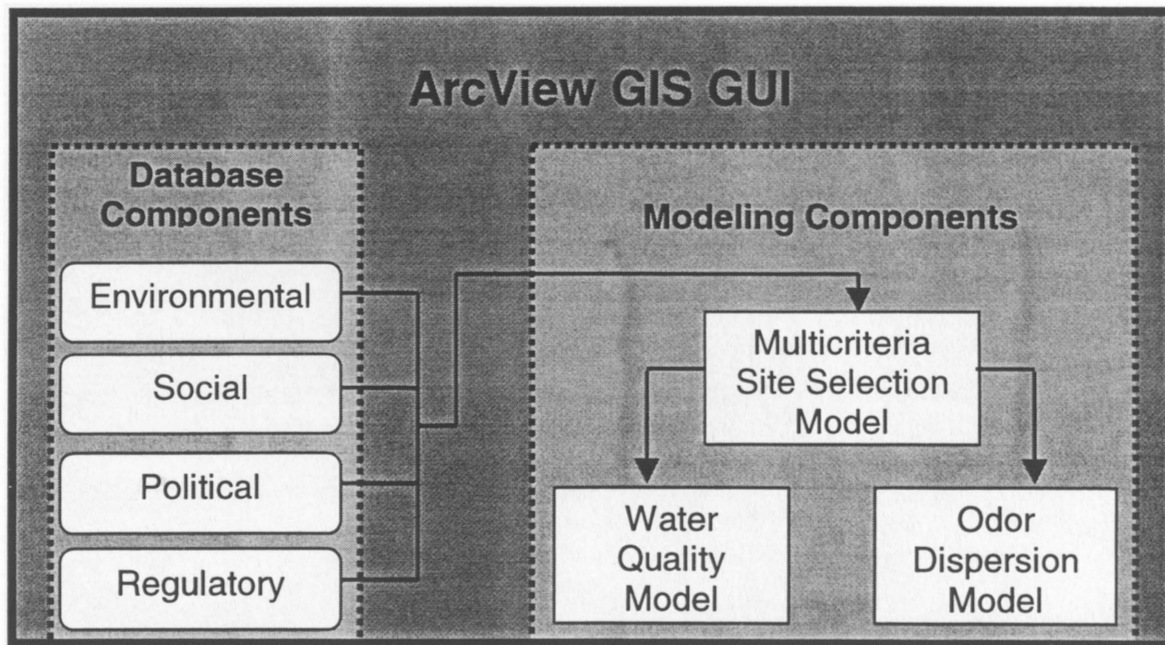 ArcView GIS GUI
Database
Components
Environmental
Social
Political
Regulatory
Modeling Components
Multicriteria
Site Selection
Model
Water
Quality
Model
Odor
Dispersion
Model